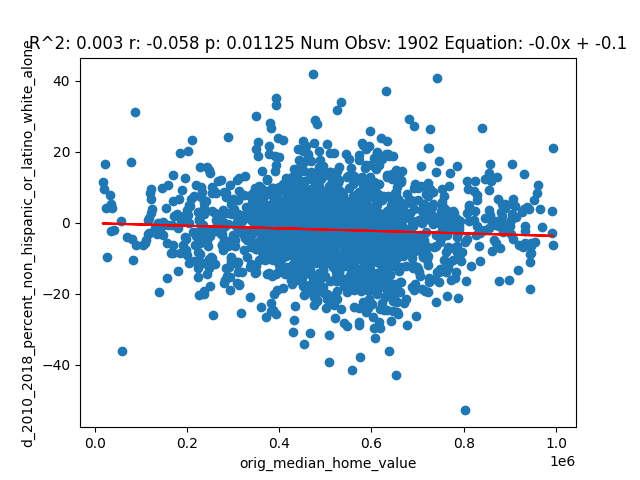 R^2: 0.003 r: -0.058 p: 0.01125 Num Obsv: 1902 Equation: -0.0x + -0.1
d_2010_2018_percent_non_hispanic_or_latino_white_alone
40
20
0
−20
−40
0.0 0.2 0.4 0.6 0.8 1.0
1e6
orig_median_home_value